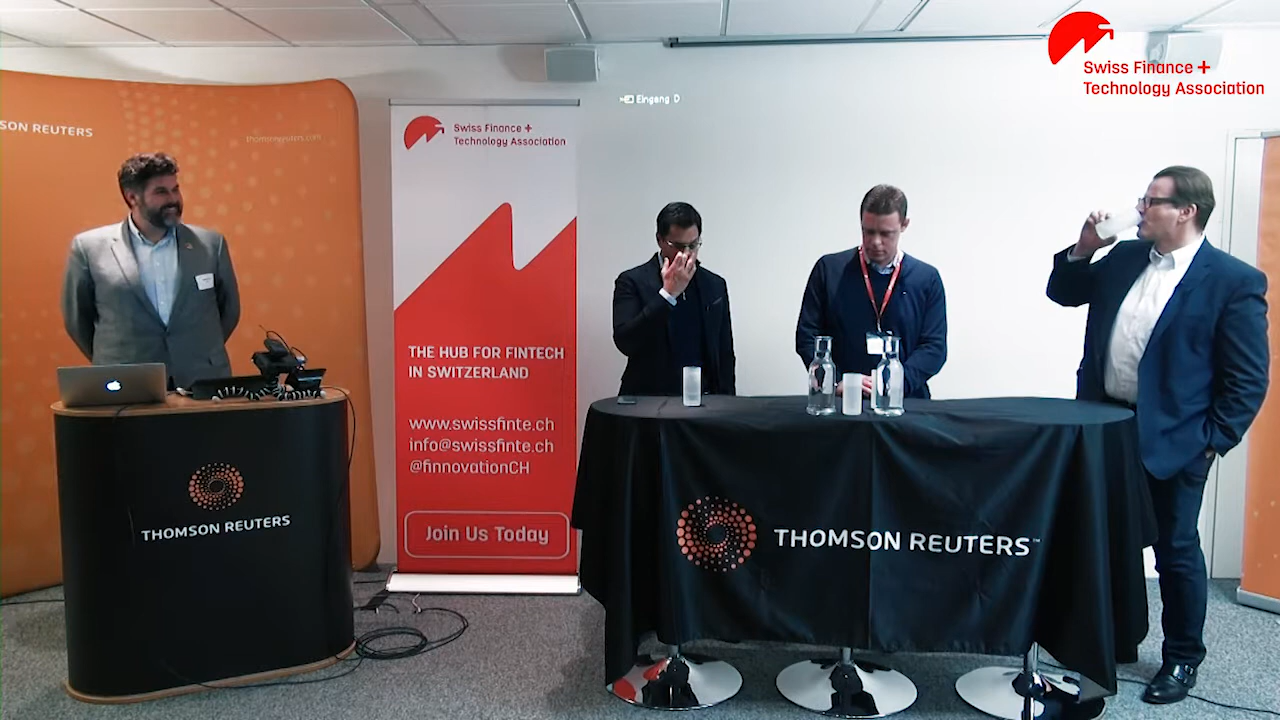 Swiss Finance +
Technology Association
Eingang D
SON REUTERS
thomsonreuters.com
Swiss Finance +
Technology Association
THE HUB FOR FINTECH
IN SWITZERLAND
www.swissfinte.ch
info@swissfinte.ch
@finnovationCH
Join Us Today
THOMSON REUTERS
THOMSON REUTERS™